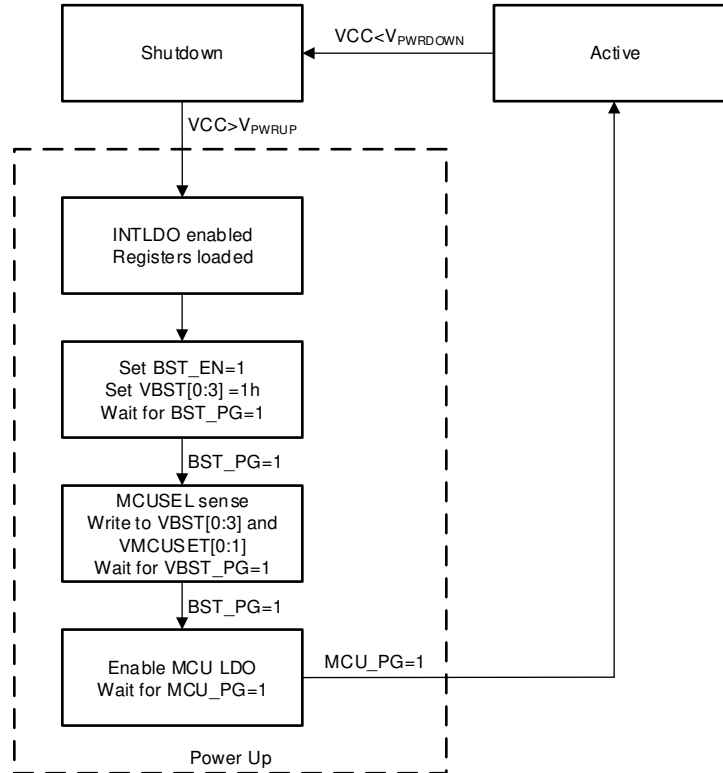 Shutdown
VCC<VPWRDOWN
Active
VCC>VPWRUP
INTLDO enabled
Registers loaded
Set BST_EN=1
Set VBST[0:3] =1h
Wait for BST_PG=1
BST_PG=1
MCUSEL sense
Write to VBST[0:3] and
VMCUSET[0:1]
Wait for VBST_PG=1
BST_PG=1
Enable MCU LDO
Wait for MCU_PG=1
MCU_PG=1
Power Up